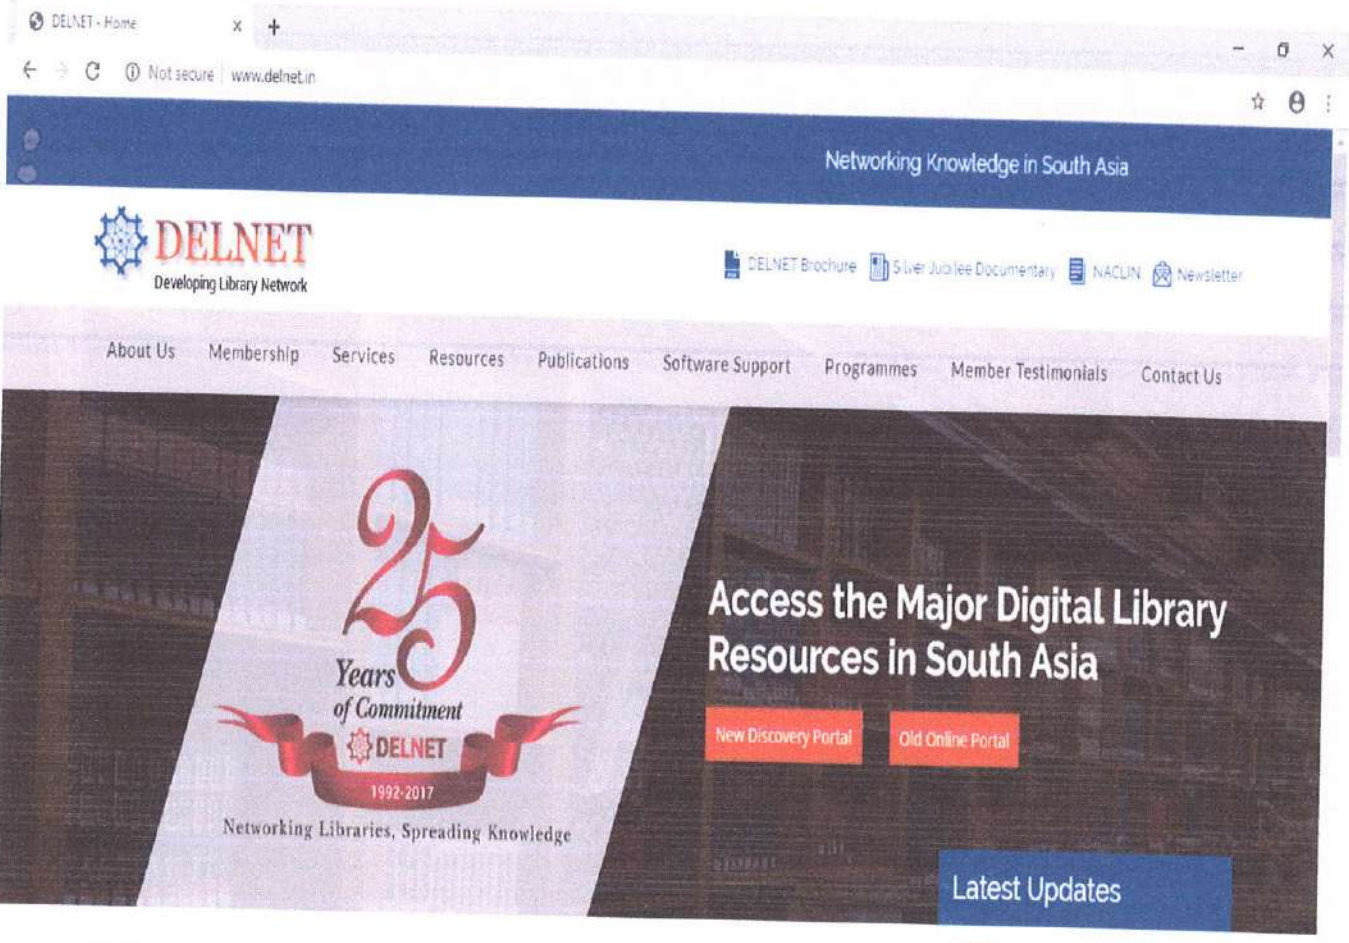 DELNET - Home
Not secure www.delnet.in
Networking Knowledge in South Asia
DELNET
Developing Library Network
DELNET Brochure Silver Jubilee Documentary NACLIN Newsletter
About Us Membership Services Resources Publications Software Support Programmes Member Testimonials Contact Us
25
Years
of Commitment
DELNET
1992-2017
Networking Libraries, Spreading Knowledge
Access the Major Digital Library
Resources in South Asia
New Discovery Portal Old Online Portal
Latest Updates